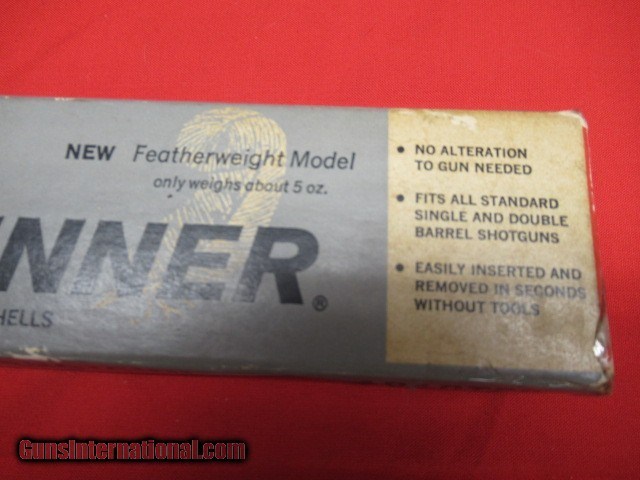 NEW Featherweight Model
only weighs about 5 oz.
NNER®
HELLS
• NO ALTERATION
TO GUN NEEDED
• FITS ALL STANDARD
SINGLE AND DOUBLE
BARREL SHOTGUNS
• EASILY INSERTED AND
REMOVED IN SECONDS
WITHOUT TOOLS
GunsInternational.com